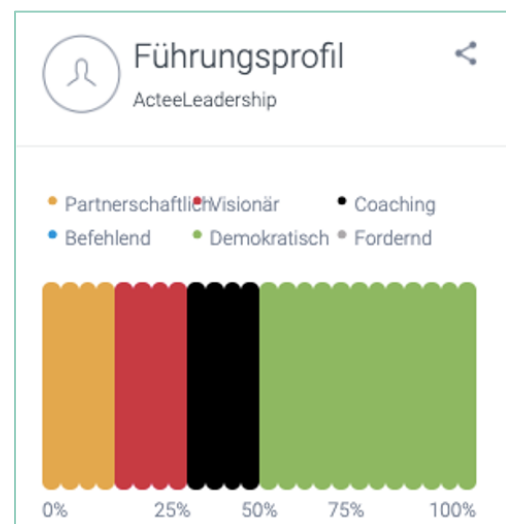 Führungsprofil
ActeeLeadership
Partnerschaftlich Visionär Coaching
Befehlend Demokratisch Fordernd
0% 25% 50% 75% 100%